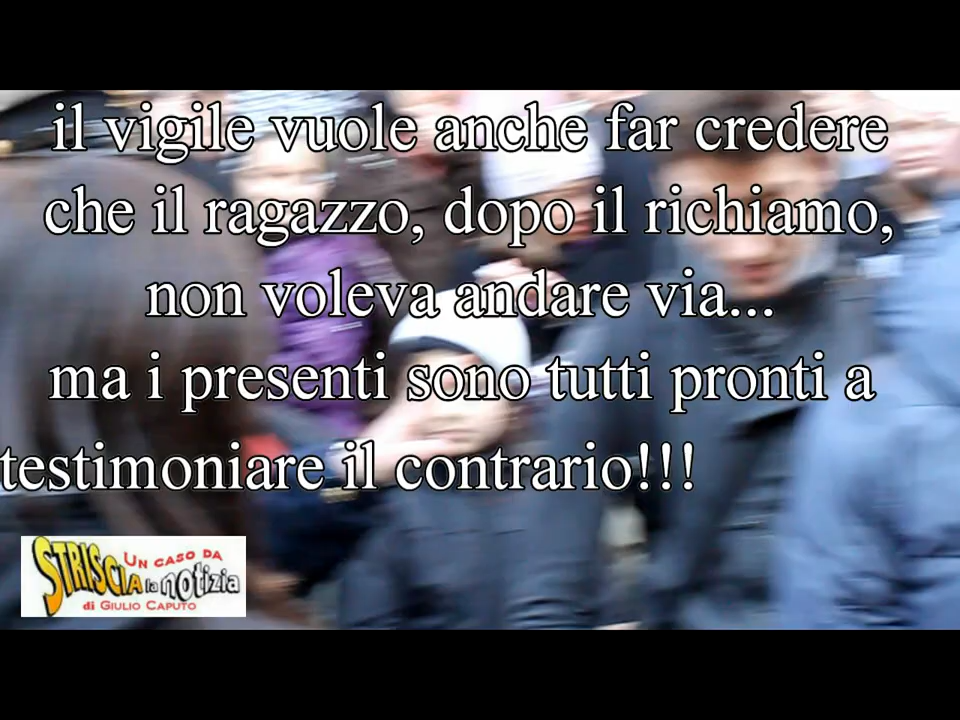 il vigile vuole anche far credere
che il ragazzo, dopo il richiamo,
non voleva andare via...
ma i presenti sono tutti pronti a
testimoniare il contrario!!!
UN CASO DA
STRISCIA la notizia
di GIULIO CAPUTO